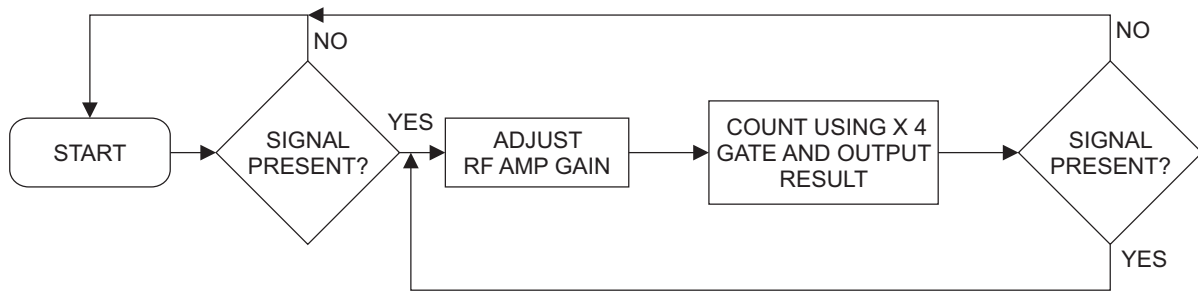 NO
NO
START
SIGNAL
PRESENT?
YES
ADJUST
RF AMP GAIN
COUNT USING X 4
GATE AND OUTPUT
RESULT
SIGNAL
PRESENT?
YES